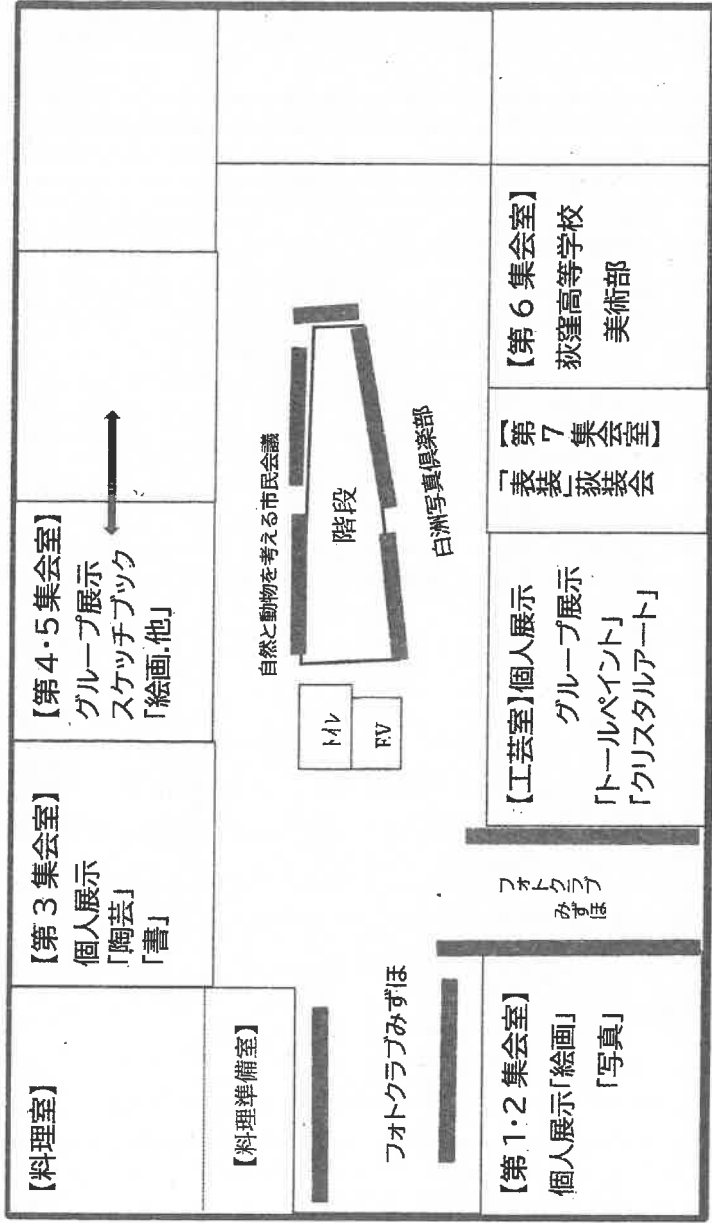 【料理室】
【料理準備室】
【第3集会室】
個人展示
「陶芸」
「書」
【第4・5集会室】
グループ展示
スケッチブック
「絵画.他」
フォトクラブみずほ
トイレ
EV
自然と動物を考える市民会議
階段
白洲写真倶楽部
【第1・2集会室】
個人展示「絵画」
「写真」
フォトクラブ
みずほ
【工芸室】個人展示
グループ展示
「トールペイント」
「クリスタルアート」
【第7集会室】
「表装」荻装会
【第6集会室】
荻窪高等学校
美術部